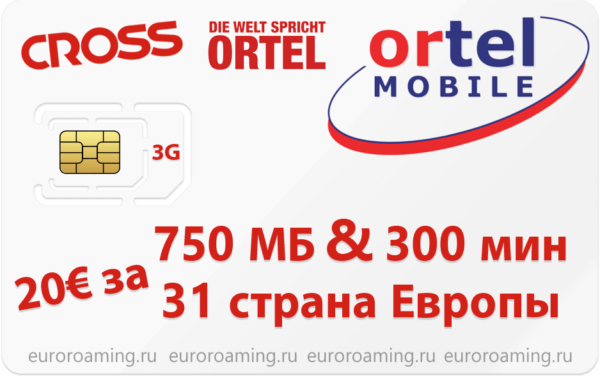 CROSS
DIE WELT SPRICHT
ORTEL
ortel
MOBILE
3G
750 МБ & 300 мин
20€ за
31 страна Европы
euroroaming.ru euroroaming.ru euroroaming.ru euroroaming.ru